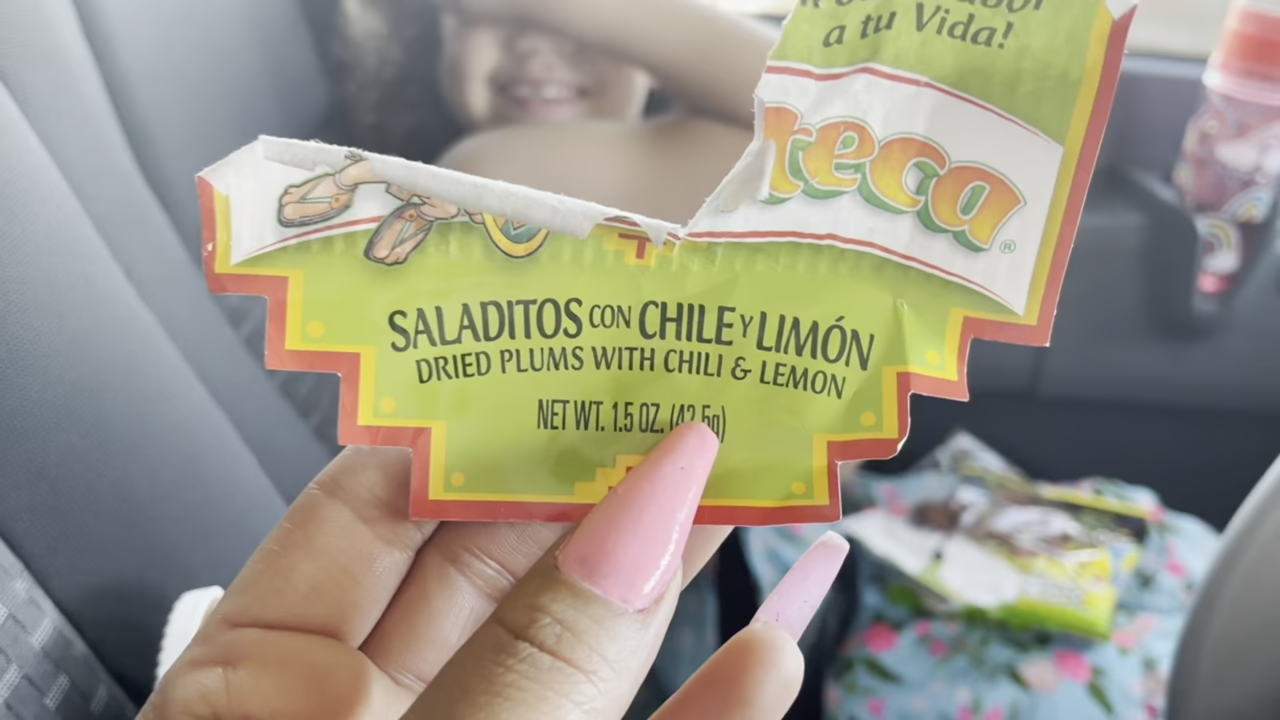 a tu Vida!
teca®
SALADITOS CON CHILE Y LIMÓN
DRIED PLUMS WITH CHILI & LEMON
NET WT. 1.5 OZ. (42.5g)